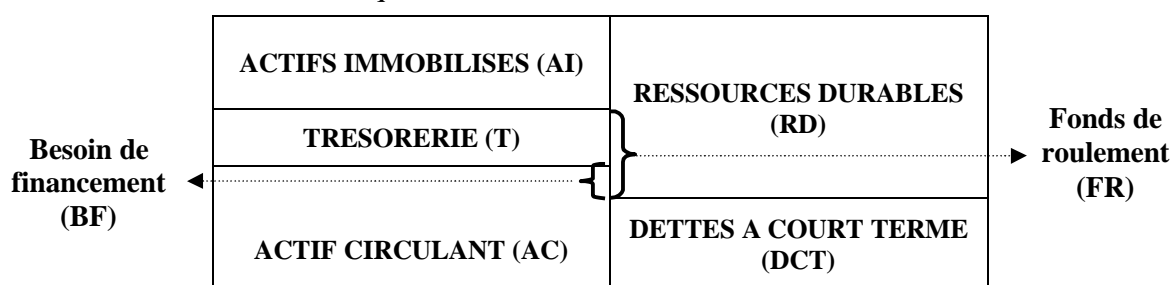 ACTIFS IMMOBILISES (AI)
TRESORERIE (T)
ACTIF CIRCULANT (AC)
RESSOURCES DURABLES
(RD)
DETTES A COURT TERME
(DCT)
Besoin de
financement
(BF)
Fonds de
roulement
(FR)